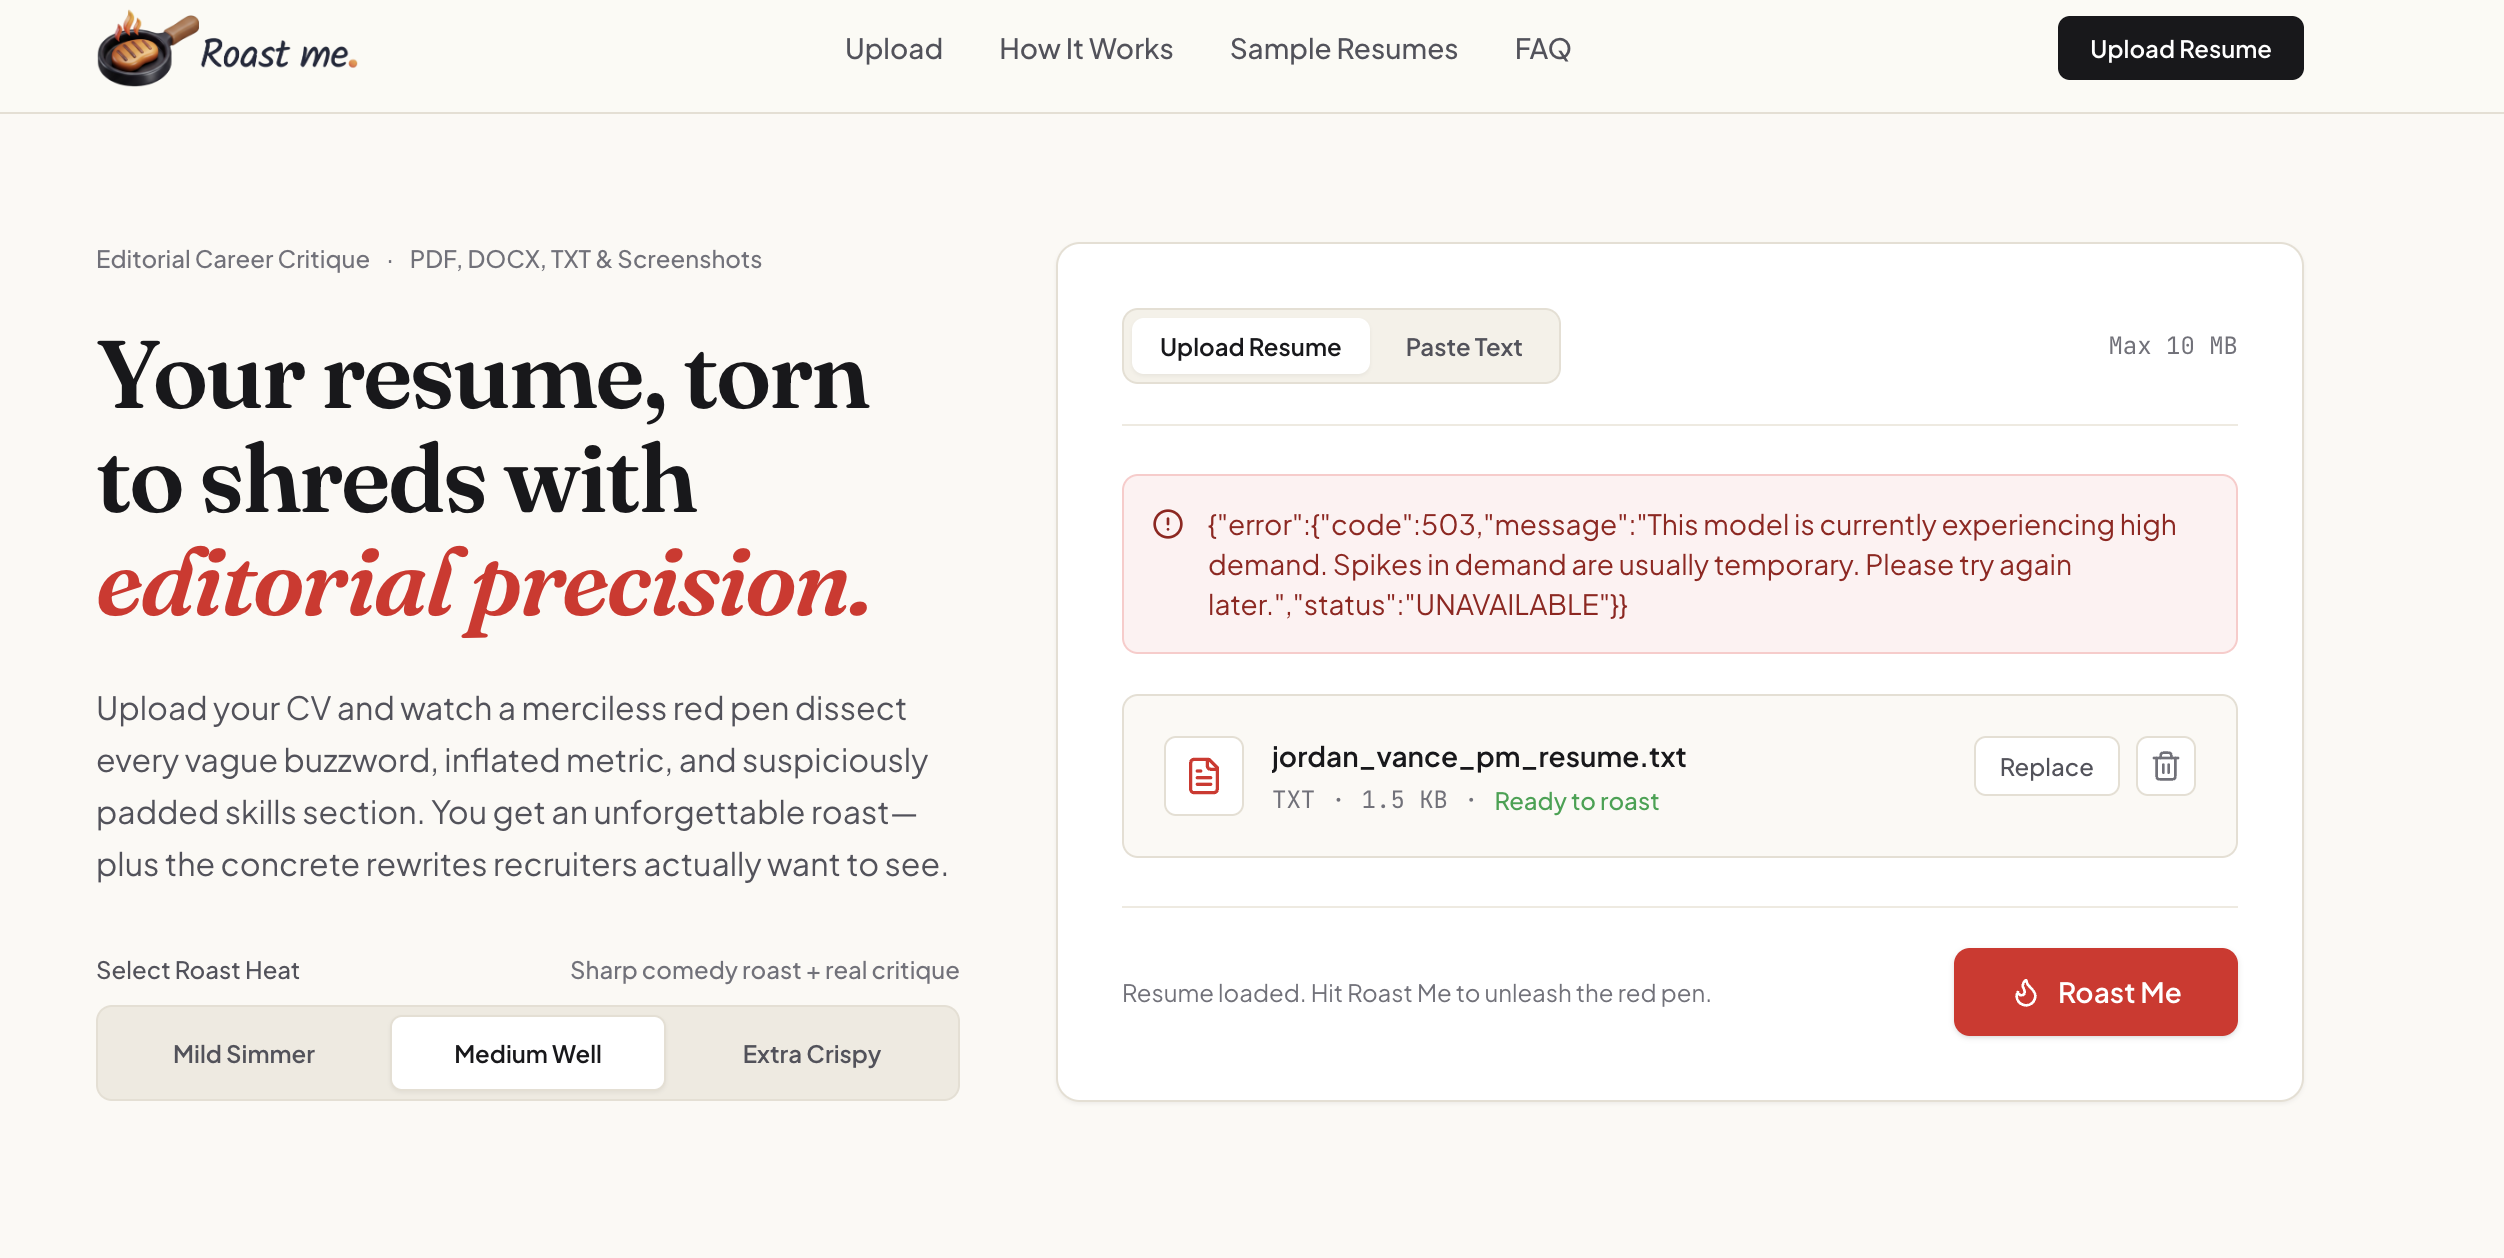 Roast me.
Upload
How It Works
Sample Resumes
FAQ
Upload Resume
Editorial Career Critique · PDF, DOCX, TXT & Screenshots
Your resume, torn
to shreds with
editorial precision.
Upload your CV and watch a merciless red pen dissect
every vague buzzword, inflated metric, and suspiciously
padded skills section. You get an unforgettable roast—
plus the concrete rewrites recruiters actually want to see.
Select Roast Heat
Sharp comedy roast + real critique
Mild Simmer
Medium Well
Extra Crispy
Upload Resume
Paste Text
Max 10 MB
{"error":{"code":503,"message":"This model is currently experiencing high
demand. Spikes in demand are usually temporary. Please try again
later.","status":"UNAVAILABLE"}}
jordan_vance_pm_resume.txt
TXT · 1.5 KB · Ready to roast
Replace
Resume loaded. Hit Roast Me to unleash the red pen.
Roast Me